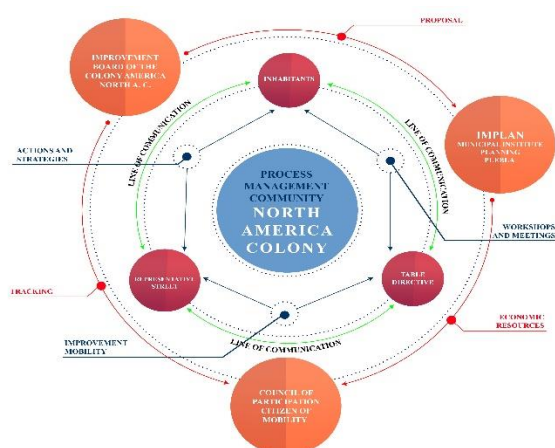 PROPOSAL
IMPROVEMENT
BOARD OF THE
COLONY AMERICA
NORTH A. C.
INHABITANTS
IMPLAN
MUNICIPAL INSTITUTE
PLANNING
PUEBLA
LINE OF COMMUNICATION
LINE OF COMMUNICATION
ACTIONS AND
STRATEGIES
PROCESS
MANAGEMENT
COMMUNITY
NORTH
AMERICA
COLONY
WORKSHOPS
AND MEETINGS
REPRESENTATIVE
STREET
TABLE
DIRECTIVE
TRACKING
ECONOMIC
RESOURCES
IMPROVEMENT
MOBILITY
LINE OF COMMUNICATION
COUNCIL OF
PARTICIPATION
CITIZEN OF
MOBILITY